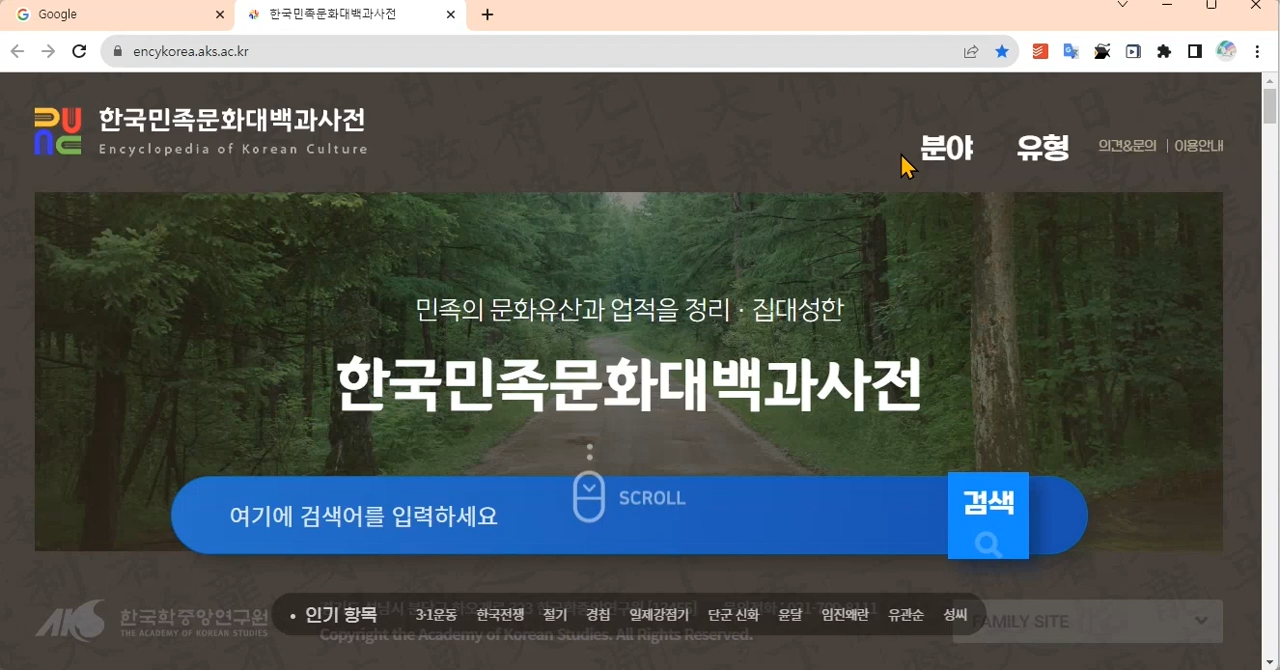 Google
한국민족문화대백과사전
encykorea.aks.ac.kr
한국민족문화대백과사전
Encyclopedia of Korean Culture
분야 유형 의견&문의 | 이용안내
민족의 문화유산과 업적을 정리 · 집대성한
한국민족문화대백과사전
SCROLL
여기에 검색어를 입력하세요
검색
한국학중앙연구원
THE ACADEMY OF KOREAN STUDIES
• 인기 항목 3·1운동 한국전쟁 절기 경첩 일제강점기 단군 신화 윤달 임진왜란 유관순 성씨
FAMILY SITE
Copyright the Academy of Korean Studies. All Rights Reserved.